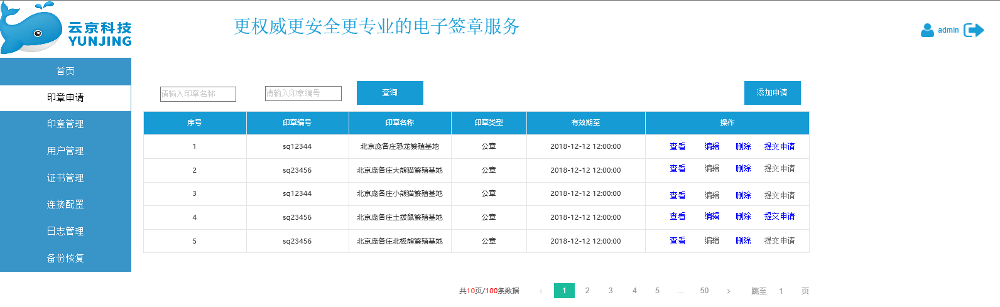 云京科技
YUNJING
更权威更安全更专业的电子签章服务
admin
首页
印章申请
印章管理
用户管理
证书管理
连接配置
日志管理
备份恢复
请输入印章名称 请输入印章编号 查询 添加申请
序号 印章编号 印章名称 印章类型 有效期至 操作
1 sq12344 北京庞各庄恐龙繁殖基地 公章 2018-12-12 12:00:00 查看 编辑 删除 提交申请
2 sq23456 北京庞各庄大熊猫繁殖基地 公章 2018-12-12 12:00:00 查看 编辑 删除 提交申请
3 sq12344 北京庞各庄小熊猫繁殖基地 公章 2018-12-12 12:00:00 查看 编辑 删除 提交申请
4 sq23456 北京庞各庄土拨鼠繁殖基地 公章 2018-12-12 12:00:00 查看 编辑 删除 提交申请
5 sq23456 北京庞各庄北极熊繁殖基地 公章 2018-12-12 12:00:00 查看 编辑 删除 提交申请
共10页/100条数据 ‹ 1 2 3 4 5 ... 50 › 跳至 1 页